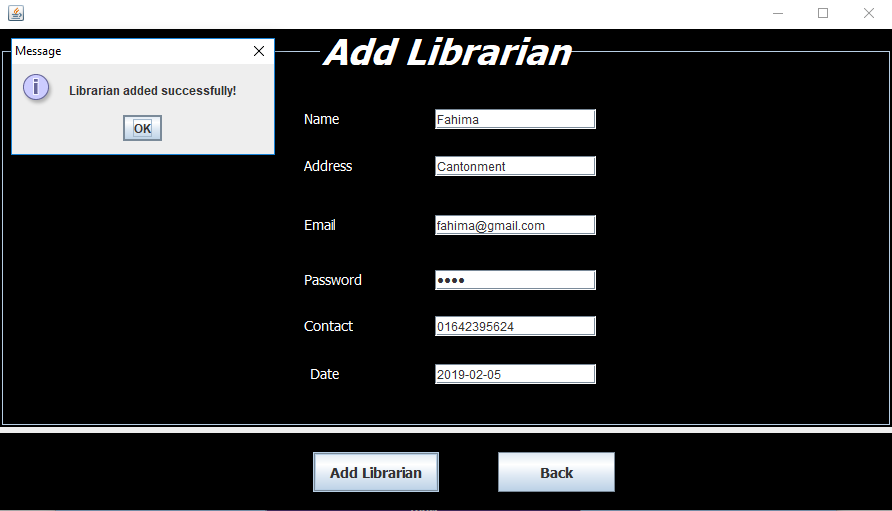 Add Librarian
Message
Librarian added successfully!
OK
Name Fahima
Address Cantonment
Email fahima@gmail.com
Password ••••
Contact 01642395624
Date 2019-02-05
Add Librarian Back